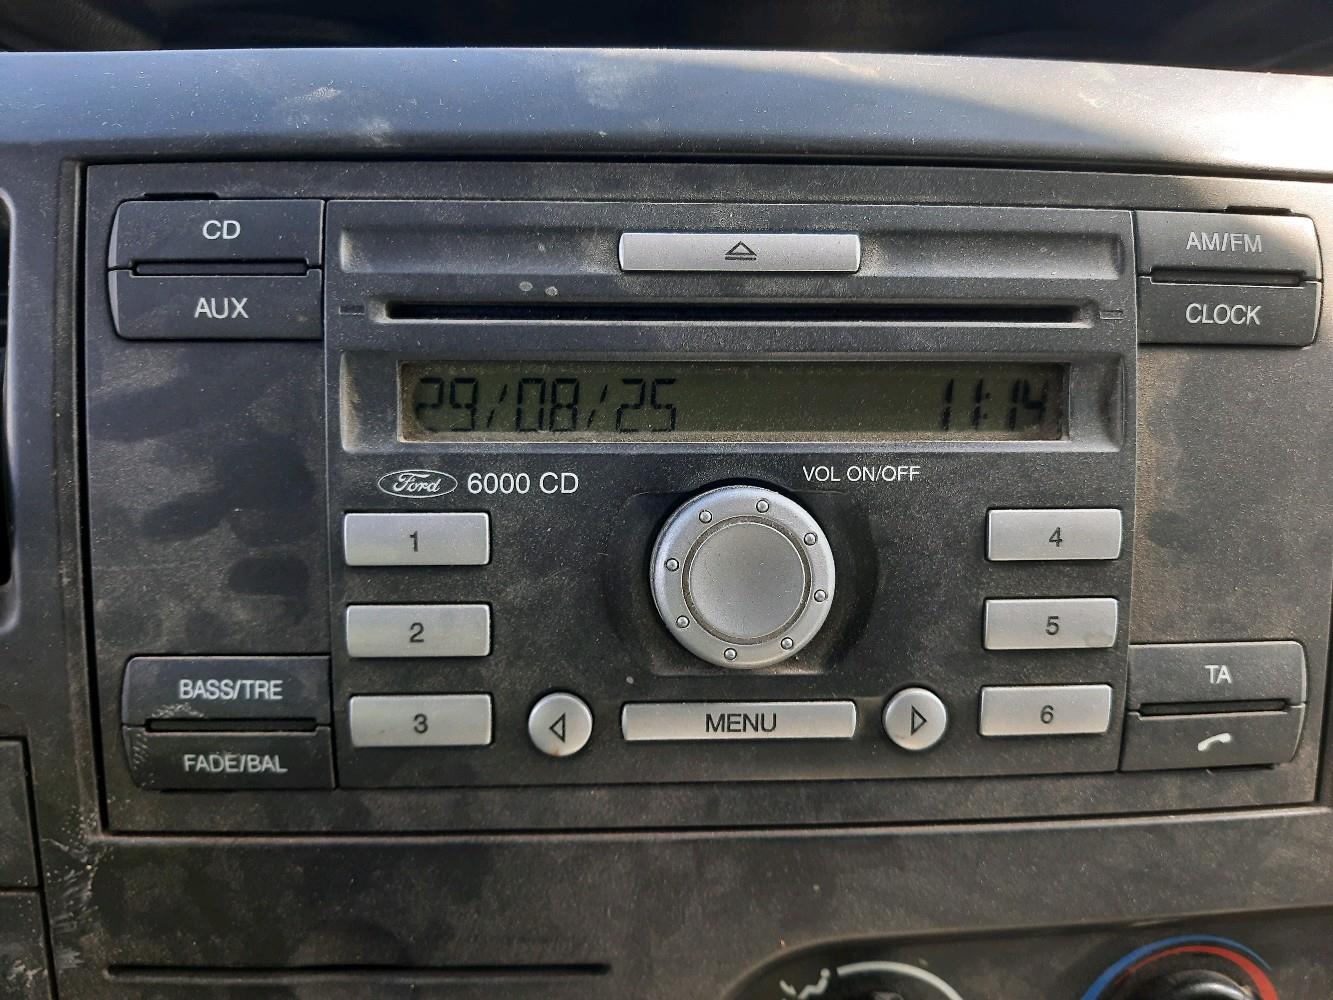 CD
AM/FM
AUX
CLOCK
29/08/25 11:14
Ford 6000 CD
VOL ON/OFF
1
4
2
5
BASS/TRE
TA
3
MENU
6
FADE/BAL